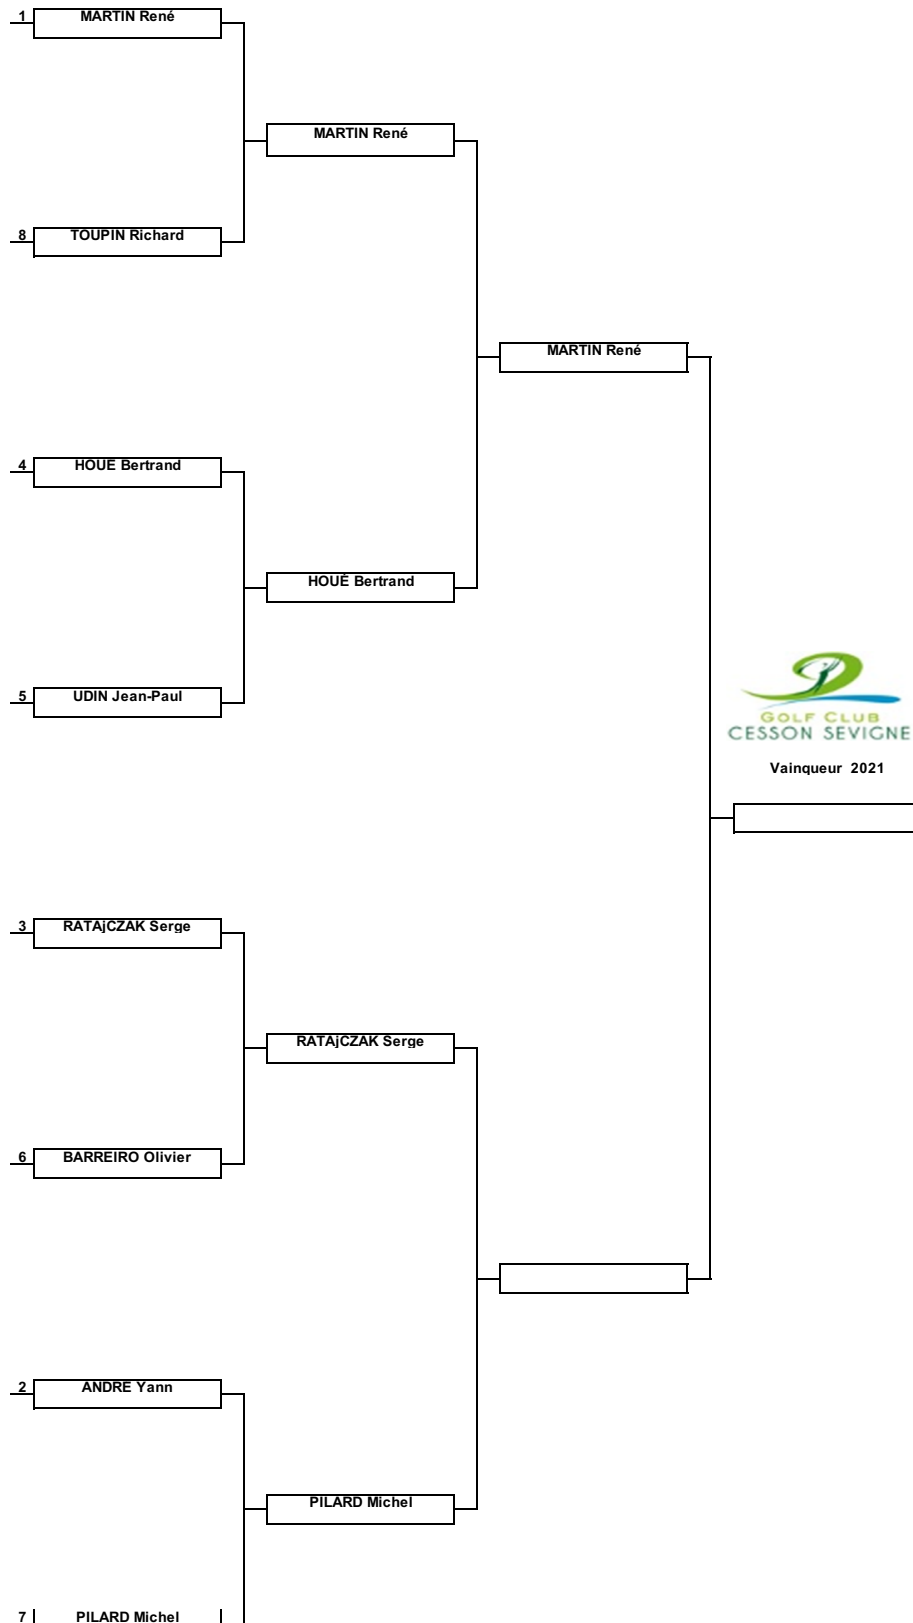 1 MARTIN René
MARTIN René
8 TOUPIN Richard
MARTIN René
4 HOUÉ Bertrand
HOUÉ Bertrand
5 UDIN Jean-Paul
GOLF CLUB
CESSON SEVIGNE
Vainqueur 2021
3 RATAjCZAK Serge
RATAjCZAK Serge
6 BARREIRO Olivier
2 ANDRE Yann
PILARD Michel
7 PILARD Michel